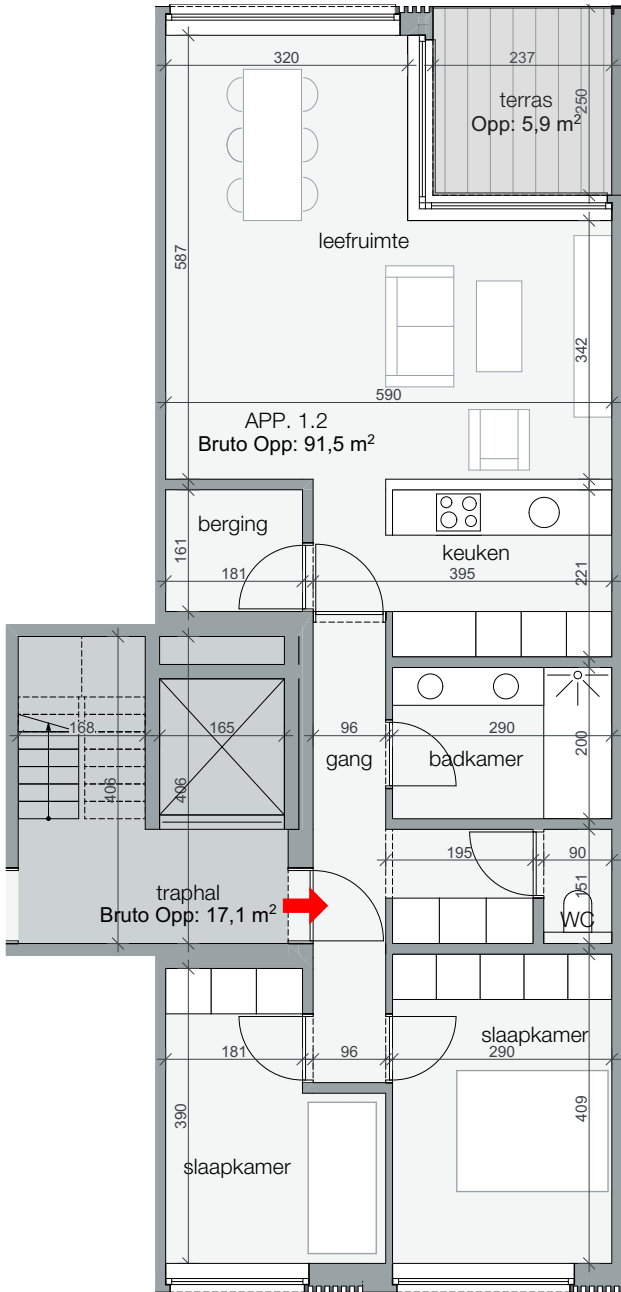 320
237
terras
250
Opp: 5,9 m²
leefruimte
587
342
590
APP. 1.2
Bruto Opp: 91,5 m²
berging
161
keuken
181
395
221
168
165
96
290
200
gang
badkamer
406
406
195
90
151
traphal
Bruto Opp: 17,1 m²
WC
slaapkamer
181
96
290
390
409
slaapkamer